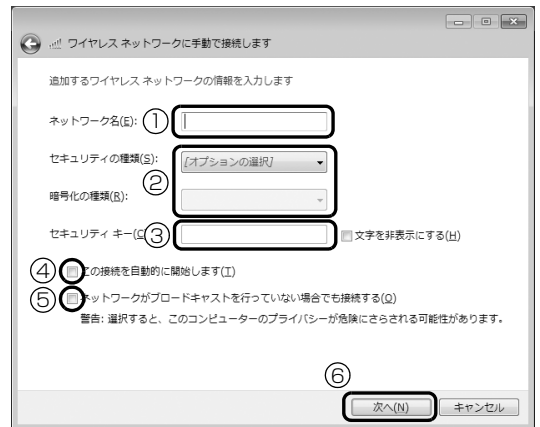 ワイヤレス ネットワークに手動で接続します
追加するワイヤレス ネットワークの情報を入力します
ネットワーク名(E): ①
セキュリティの種類(S): [オプションの選択]
②
暗号化の種類(R):
セキュリティ キー(C ③ 文字を非表示にする(H)
④ この接続を自動的に開始します(T)
⑤ ネットワークがブロードキャストを行っていない場合でも接続する(O)
警告: 選択すると、このコンピューターのプライバシーが危険にさらされる可能性があります。
⑥
次へ(N) キャンセル